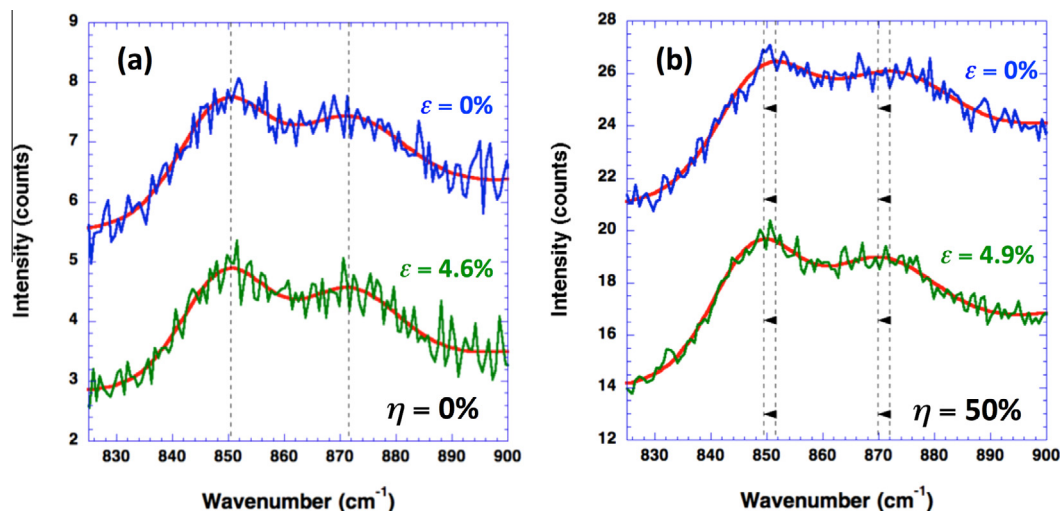 (a)
ε = 0%
ε = 4.6%
η = 0%
9
8
7
6
5
4
3
2
830 840 850 860 870 880 890 900
Intensity (counts)
Wavenumber (cm⁻¹)
(b)
ε = 0%
ε = 4.9%
η = 50%
28
26
24
22
20
18
16
14
12
830 840 850 860 870 880 890 900
Intensity (counts)
Wavenumber (cm⁻¹)